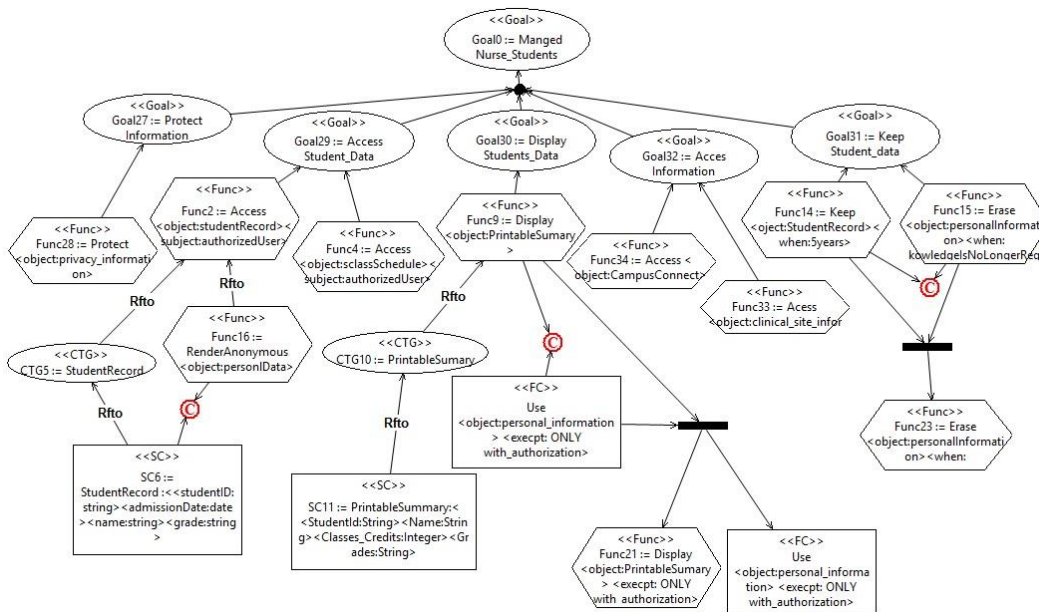 <<Goal>>
Goal0 := Manged
Nurse_Students
<<Goal>>
Goal27 := Protect
Information
<<Goal>>
Goal29 := Access
Student_Data
<<Goal>>
Goal30 := Display
Students_Data
<<Goal>>
Goal32 := Acces
Information
<<Goal>>
Goal31 := Keep
Student_data
<<Func>>
Func28 := Protect
<object:privacy_informati
on>
<<Func>>
Func2 := Access
<object:studentRecord><
subject:authorizedUser>
<<Func>>
Func4 := Access
<object:sclassSchedule><
subject:authorizedUser>
<<Func>>
Func9 := Display
<object:PrintableSumary
>
<<Func>>
Func34 := Access <
object:CampusConnect>
<<Func>>
Func33 := Acess
<object:clinical_site_infor
<<Func>>
Func14 := Keep
<oject:StudentRecord><
when:5years>
<<Func>>
Func15 := Erase
<object:personalInformat
ion><when:
kowledgeIsNoLongerReq
Rfto
Rfto
Rfto
<<CTG>>
CTG5 := StudentRecord
<<Func>>
Func16 :=
RenderAnonymous
<object:personlData>
<<CTG>>
CTG10 := PrintableSumary
C
C
C
Rfto
Rfto
<<SC>>
SC6 :=
StudentRecord :<<studentID:
string><admissionDate:date
><name:string><grade:string
>
<<SC>>
SC11 := PrintableSummary:<
<StudentId:String><Name:Strin
g><Classes_Credits:Integer><Gr
ades:String>
<<FC>>
Use
<object:personal_information
> <execpt: ONLY
with_authorization>
<<Func>>
Func23 := Erase
<object:personalInformati
on><when:
<<Func>>
Func21 := Display
<object:PrintableSumary
> <execpt: ONLY
with_authorization>
<<FC>>
Use
<object:personal_informa
tion> <execpt: ONLY
with_authorization>